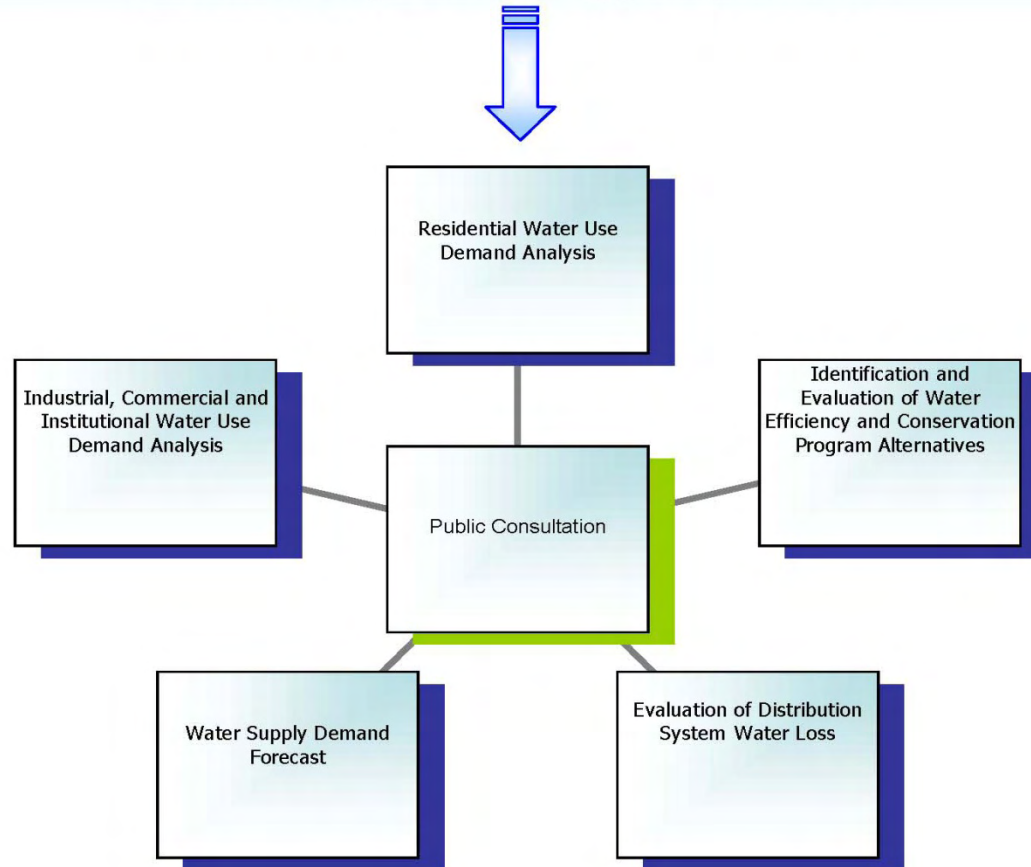 Residential Water Use
Demand Analysis
Industrial, Commercial and
Institutional Water Use
Demand Analysis
Identification and
Evaluation of Water
Efficiency and Conservation
Program Alternatives
Public Consultation
Water Supply Demand
Forecast
Evaluation of Distribution
System Water Loss